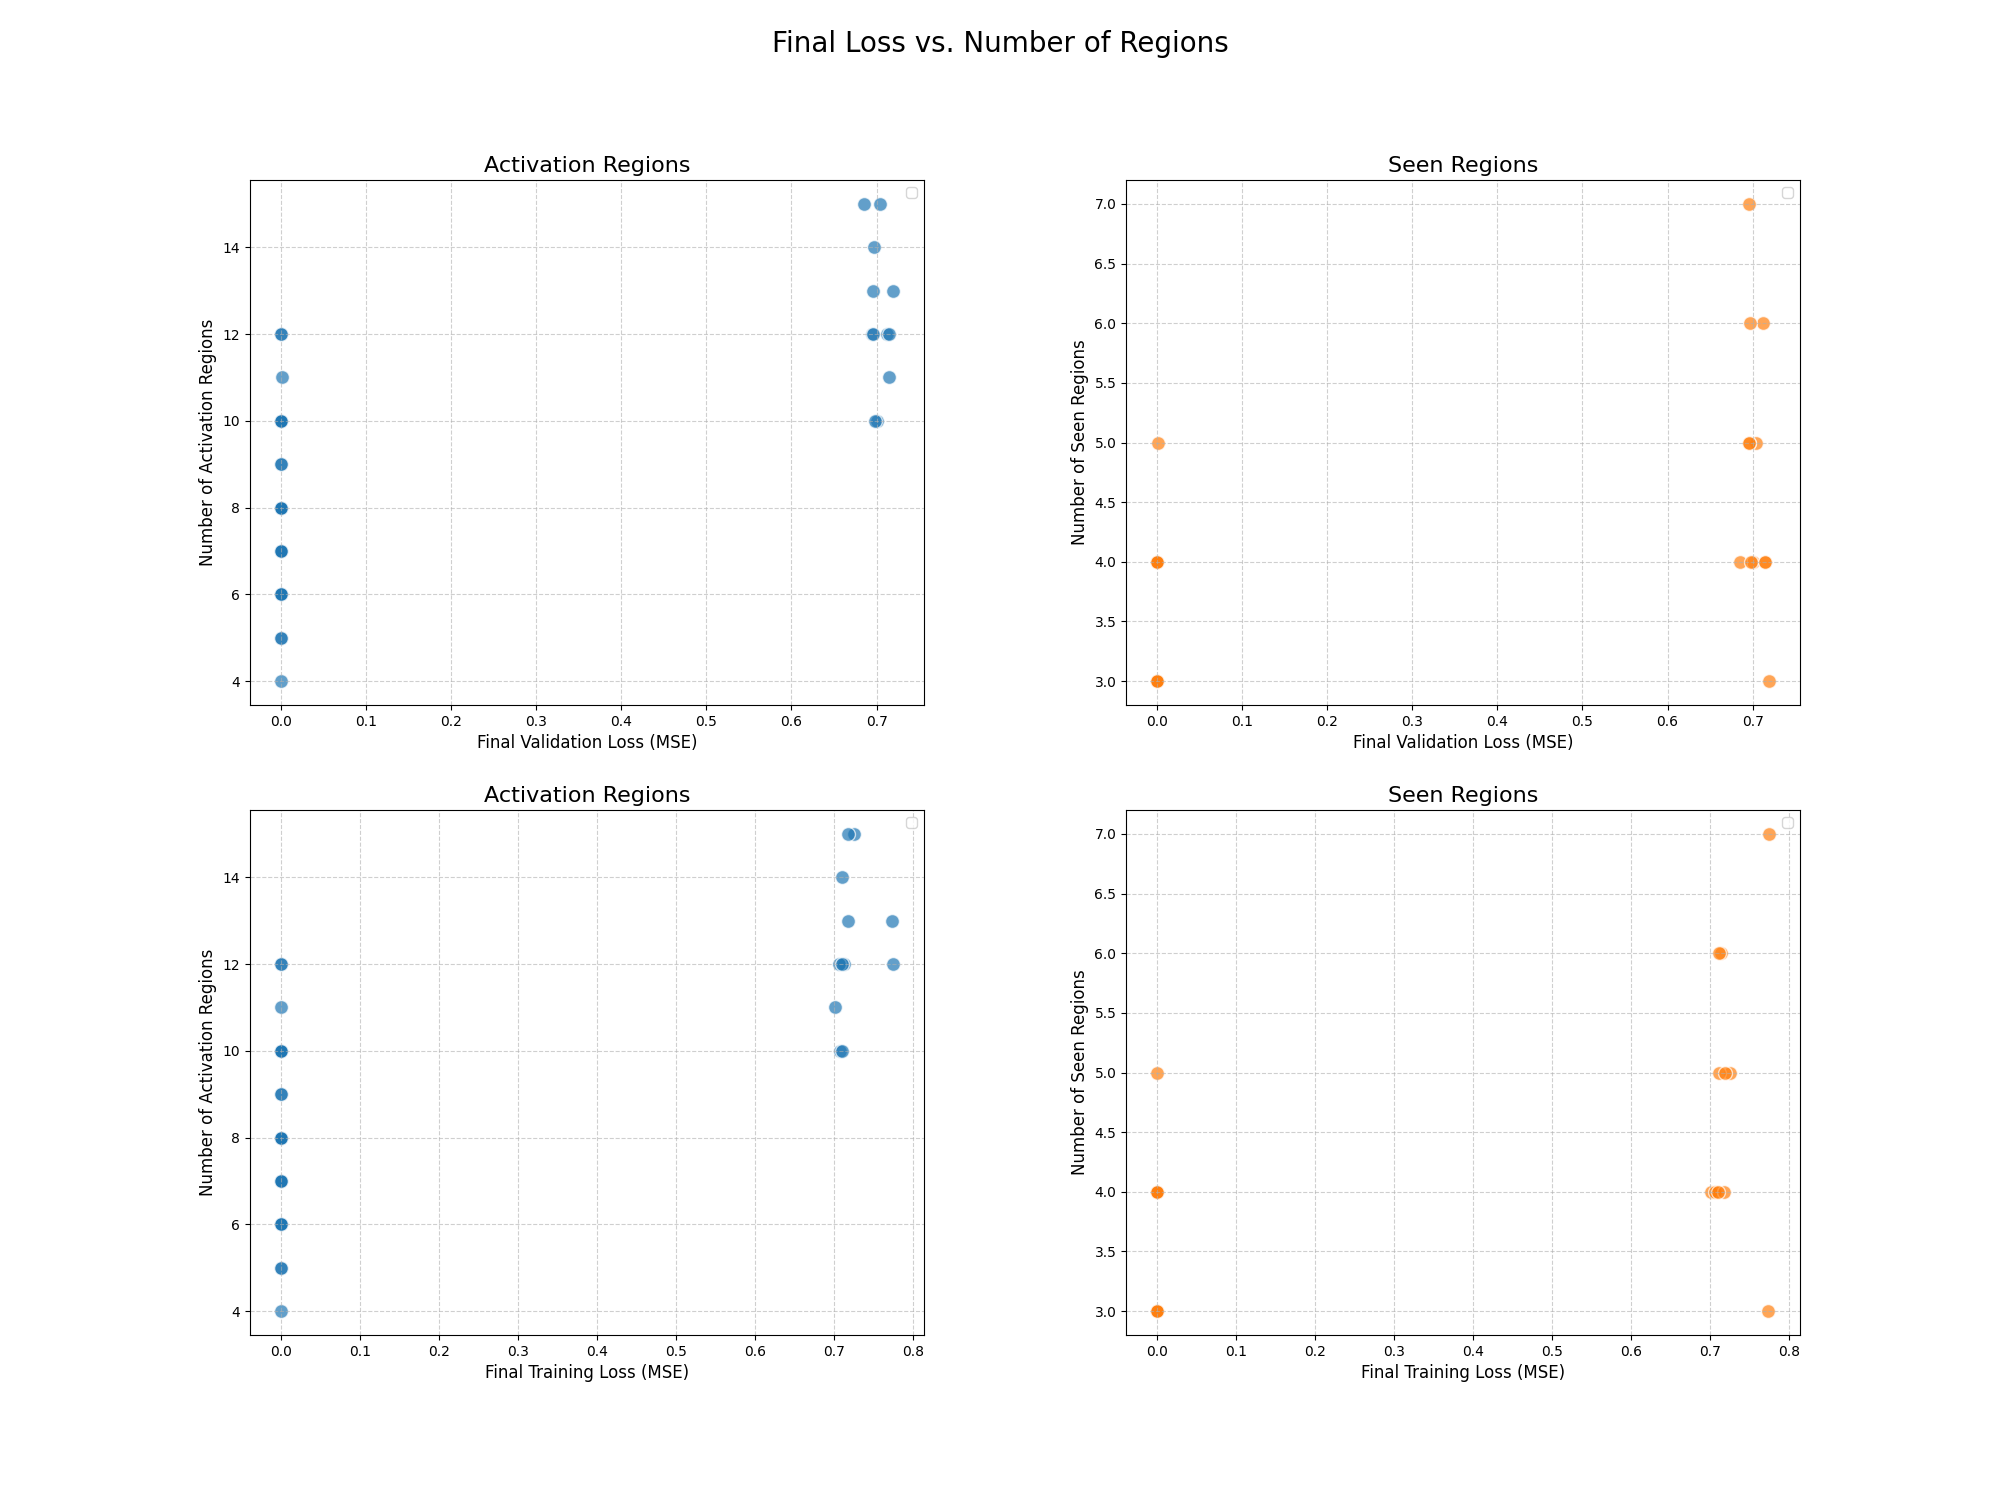 Final Loss vs. Number of Regions
Activation Regions
Number of Activation Regions
14
12
10
8
6
4
0.0 0.1 0.2 0.3 0.4 0.5 0.6 0.7
Final Validation Loss (MSE)
Seen Regions
Number of Seen Regions
7.0
6.5
6.0
5.5
5.0
4.5
4.0
3.5
3.0
0.0 0.1 0.2 0.3 0.4 0.5 0.6 0.7
Final Validation Loss (MSE)
Activation Regions
Number of Activation Regions
14
12
10
8
6
4
0.0 0.1 0.2 0.3 0.4 0.5 0.6 0.7 0.8
Final Training Loss (MSE)
Seen Regions
Number of Seen Regions
7.0
6.5
6.0
5.5
5.0
4.5
4.0
3.5
3.0
0.0 0.1 0.2 0.3 0.4 0.5 0.6 0.7 0.8
Final Training Loss (MSE)